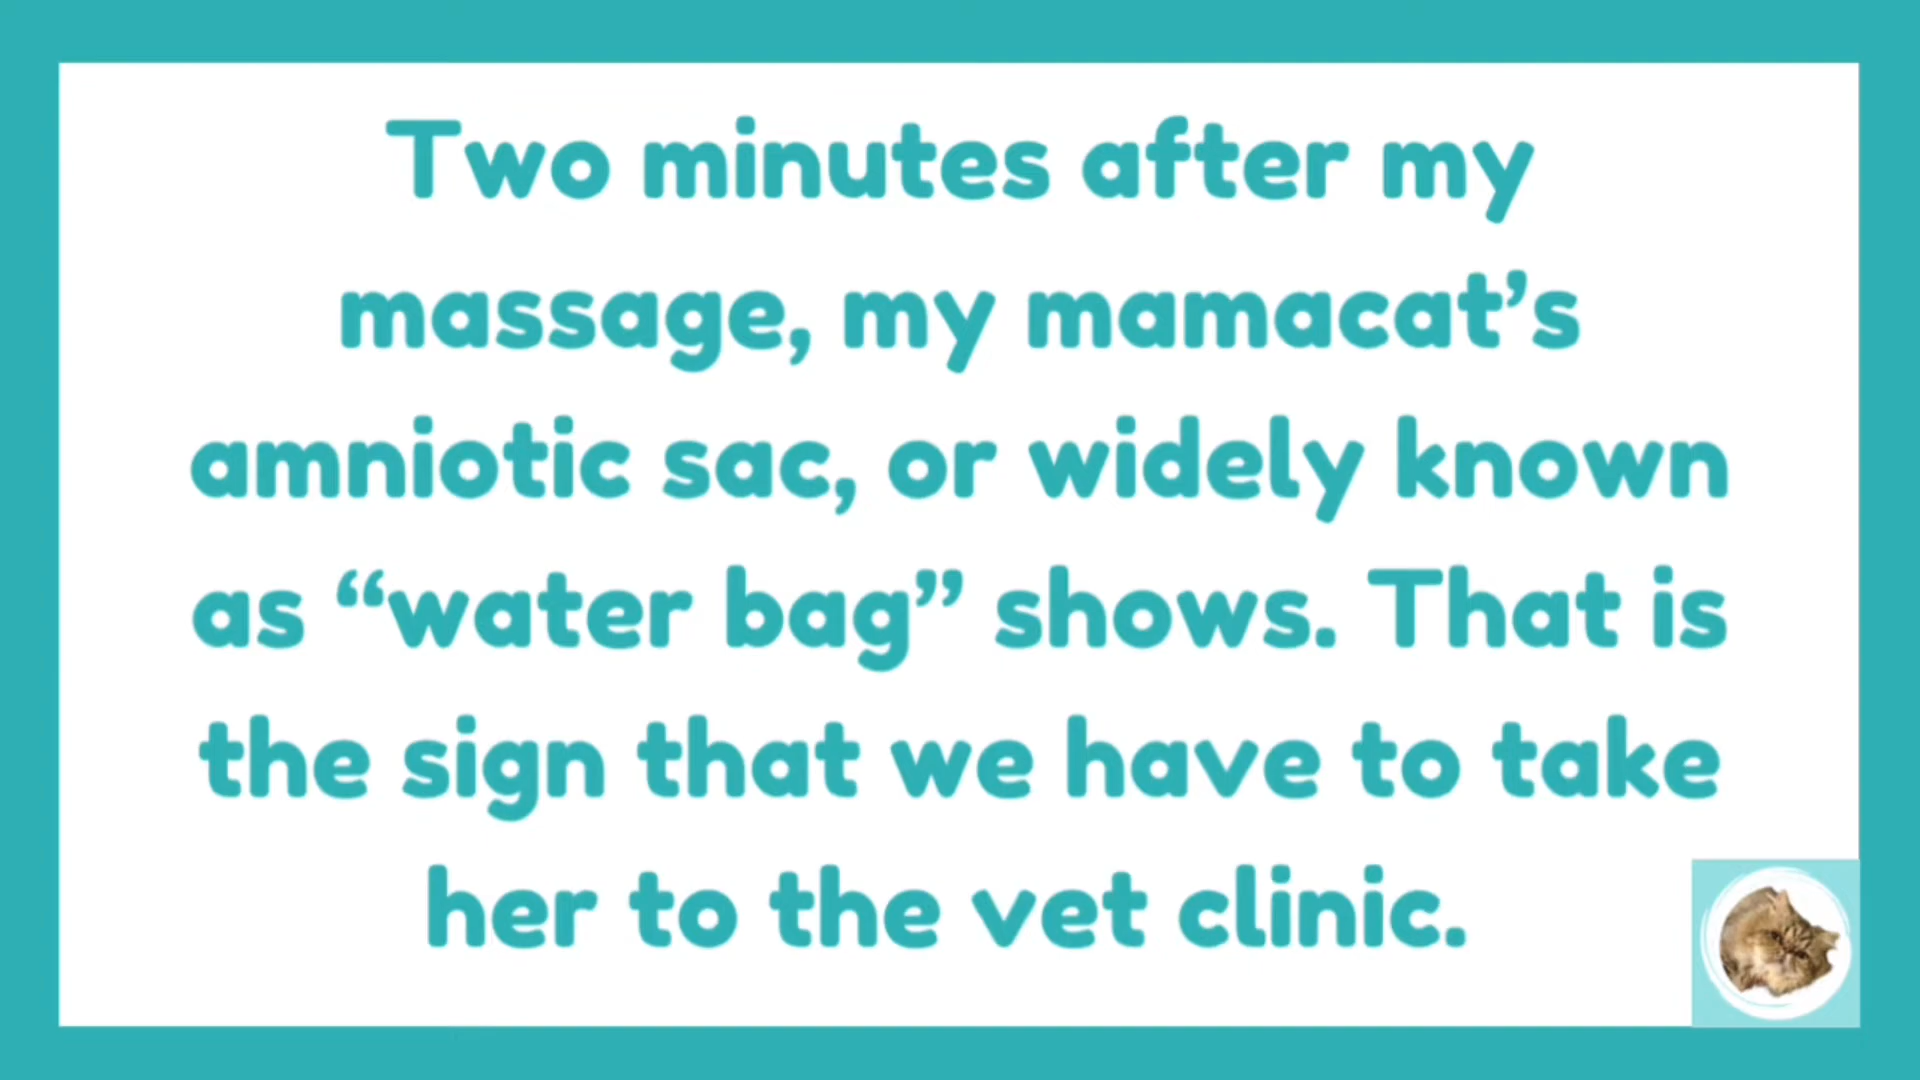 Two minutes after my
massage, my mamacat’s
amniotic sac, or widely known
as “water bag” shows. That is
the sign that we have to take
her to the vet clinic.